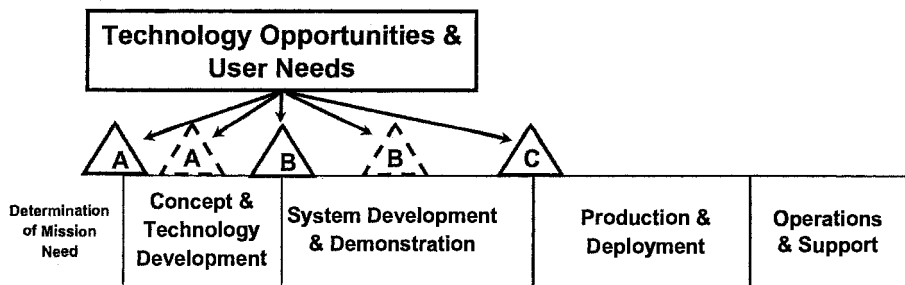 Technology Opportunities &
User Needs
A
A
B
B
C
Determination
of Mission
Need
Concept &
Technology
Development
System Development
& Demonstration
Production &
Deployment
Operations
& Support